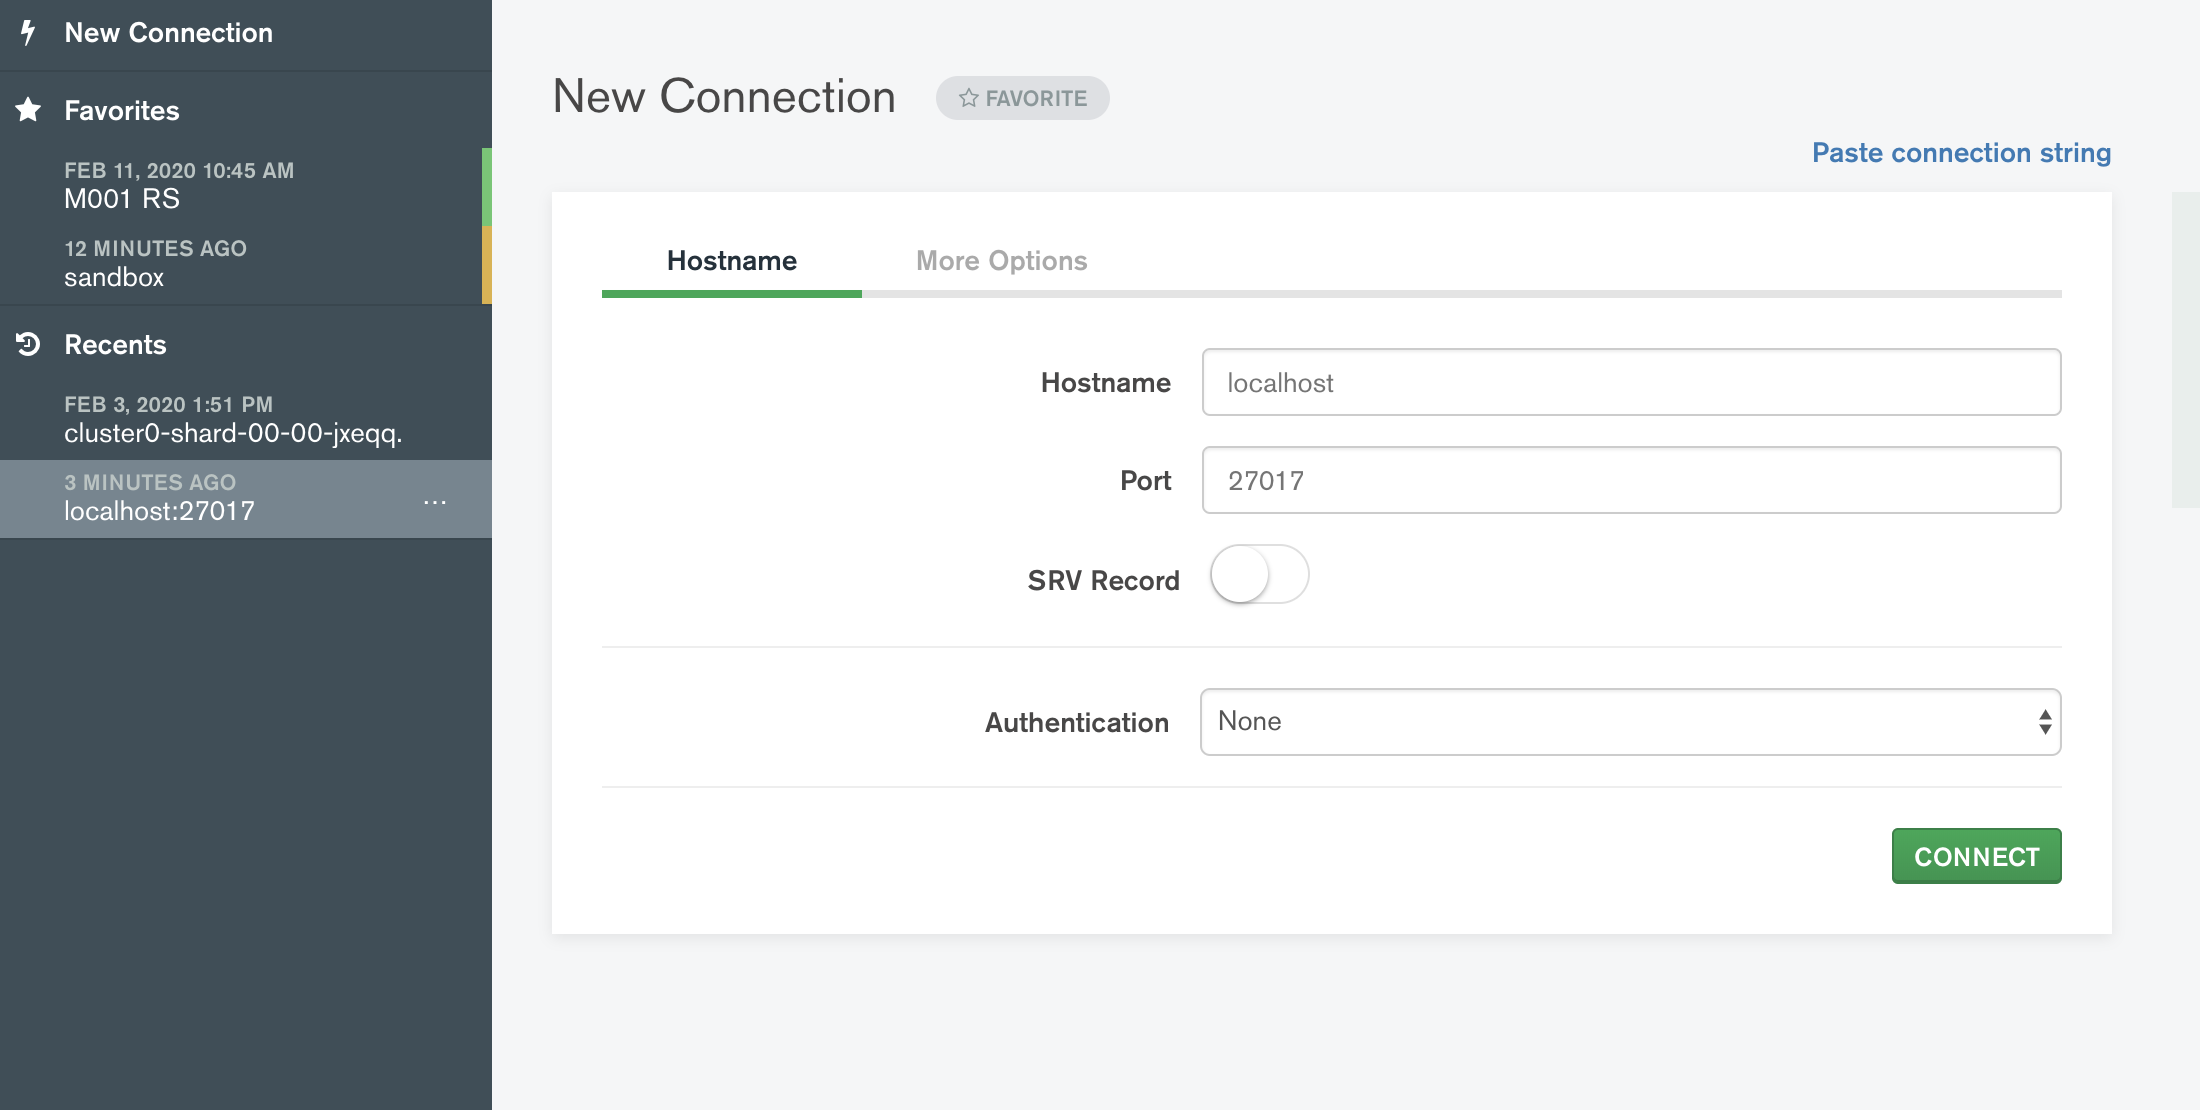 New Connection
Favorites
FEB 11, 2020 10:45 AM
M001 RS
12 MINUTES AGO
sandbox
Recents
FEB 3, 2020 1:51 PM
cluster0-shard-00-00-jxeqq.
3 MINUTES AGO
localhost:27017
...
New Connection
FAVORITE
Paste connection string
Hostname
More Options
Hostname
localhost
Port
27017
SRV Record
Authentication
None
CONNECT